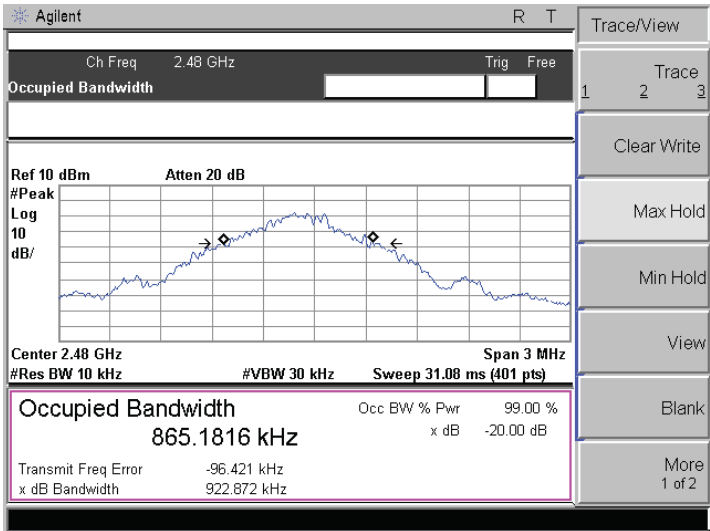 Agilent R T
Trace/View
Ch Freq 2.48 GHz Trig Free
Occupied Bandwidth
Trace
1 2 3
Clear Write
Max Hold
Min Hold
View
Blank
More
1 of 2
Ref 10 dBm Atten 20 dB
#Peak
Log
10
dB/
Center 2.48 GHz Span 3 MHz
#Res BW 10 kHz #VBW 30 kHz Sweep 31.08 ms (401 pts)
Occupied Bandwidth
865.1816 kHz
Occ BW % Pwr 99.00 %
x dB -20.00 dB
Transmit Freq Error -96.421 kHz
x dB Bandwidth 922.872 kHz